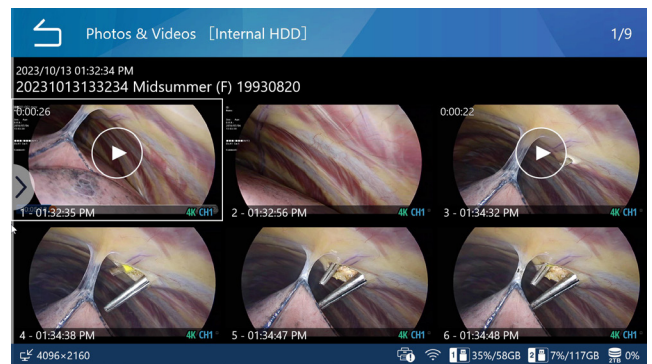 Photos & Videos [Internal HDD]
1/9
2023/10/13 01:32:34 PM
20231013133234 Midsummer (F) 19930820
0:00:26
0:00:22
1 - 01:32:35 PM
4K CH1
2 - 01:32:56 PM
4K CH1
3 - 01:34:32 PM
4K CH1
4 - 01:34:38 PM
4K CH1
5 - 01:34:47 PM
4K CH1
6 - 01:34:48 PM
4K CH1
4096×2160
1 35%/58GB
2 7%/117GB
2TB 0%